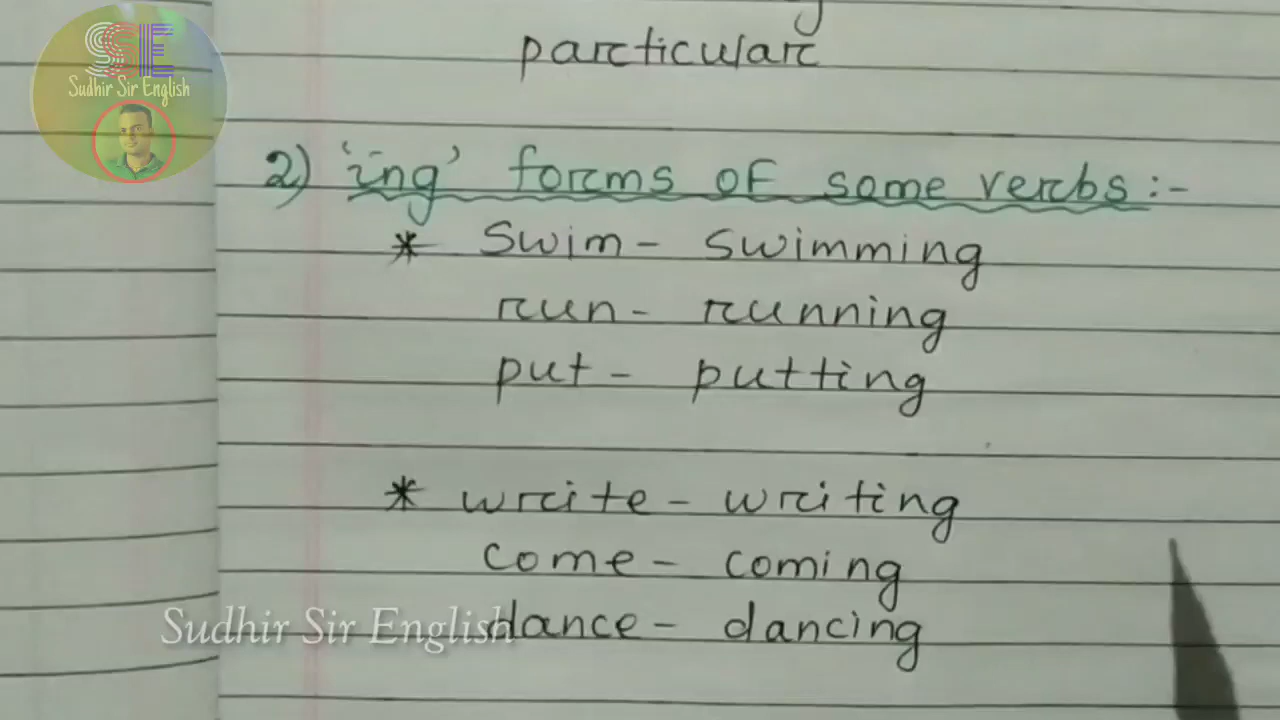 SE
Sudhir Sir English
particular
2) 'ing' forms of some verbs :-
* Swim - swimming
run - running
put - putting
* write - writing
come - coming
dance - dancing
Sudhir Sir English